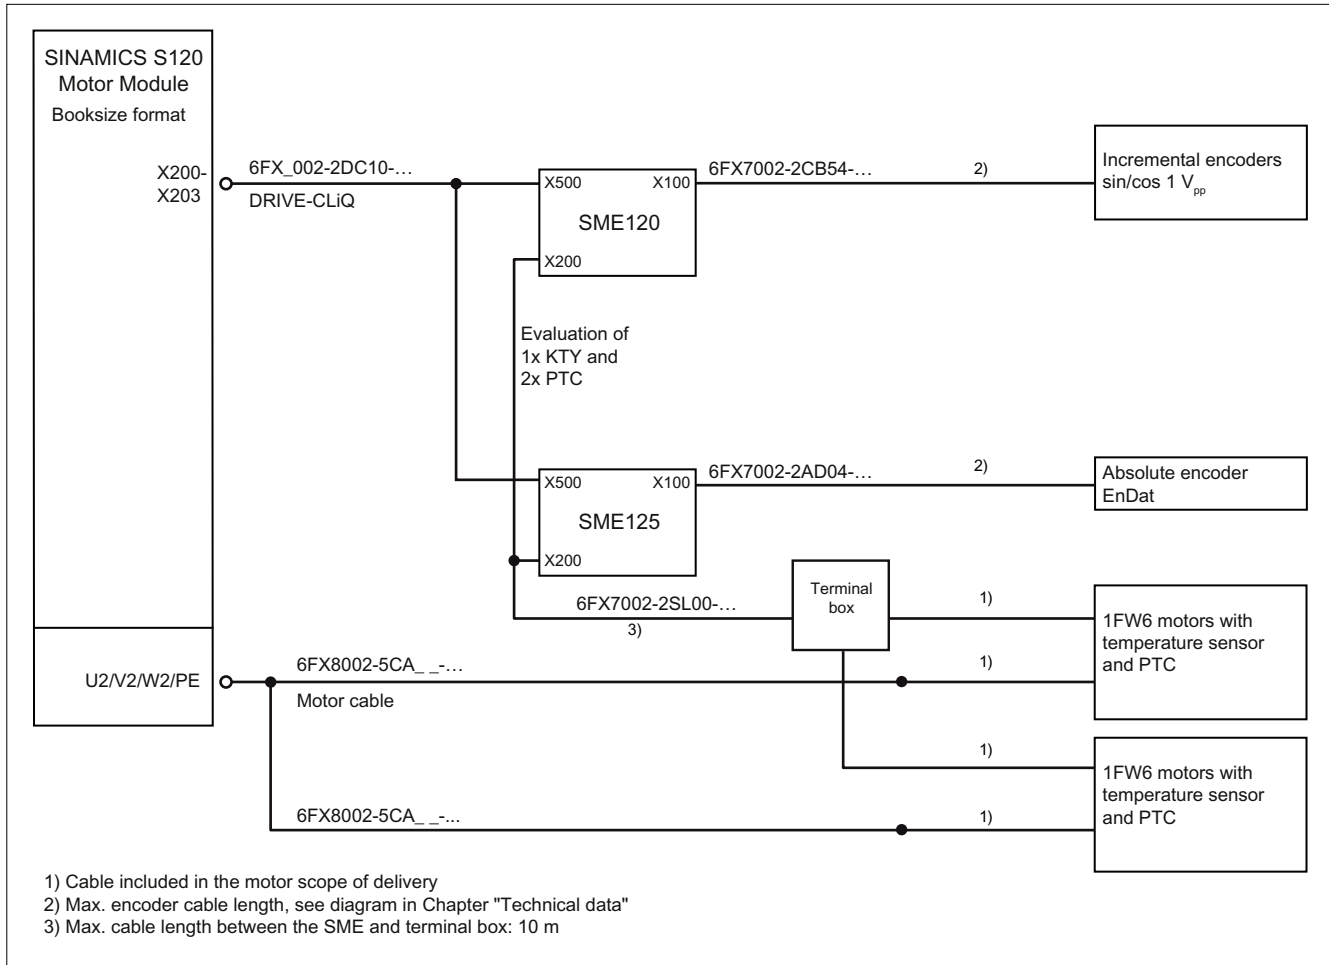 SINAMICS S120
Motor Module
Booksize format
X200-
X203
6FX_002-2DC10-…
DRIVE-CLiQ
X500
X100
SME120
X200
6FX7002-2CB54-…
2)
Incremental encoders
sin/cos 1 Vpp
Evaluation of
1x KTY and
2x PTC
X500
X100
SME125
X200
6FX7002-2AD04-…
2)
Absolute encoder
EnDat
6FX7002-2SL00-…
3)
Terminal
box
1)
1FW6 motors with
temperature sensor
and PTC
U2/V2/W2/PE
6FX8002-5CA_ _-…
Motor cable
1)
1)
1FW6 motors with
temperature sensor
and PTC
6FX8002-5CA_ _-...
1)
1) Cable included in the motor scope of delivery
2) Max. encoder cable length, see diagram in Chapter "Technical data"
3) Max. cable length between the SME and terminal box: 10 m